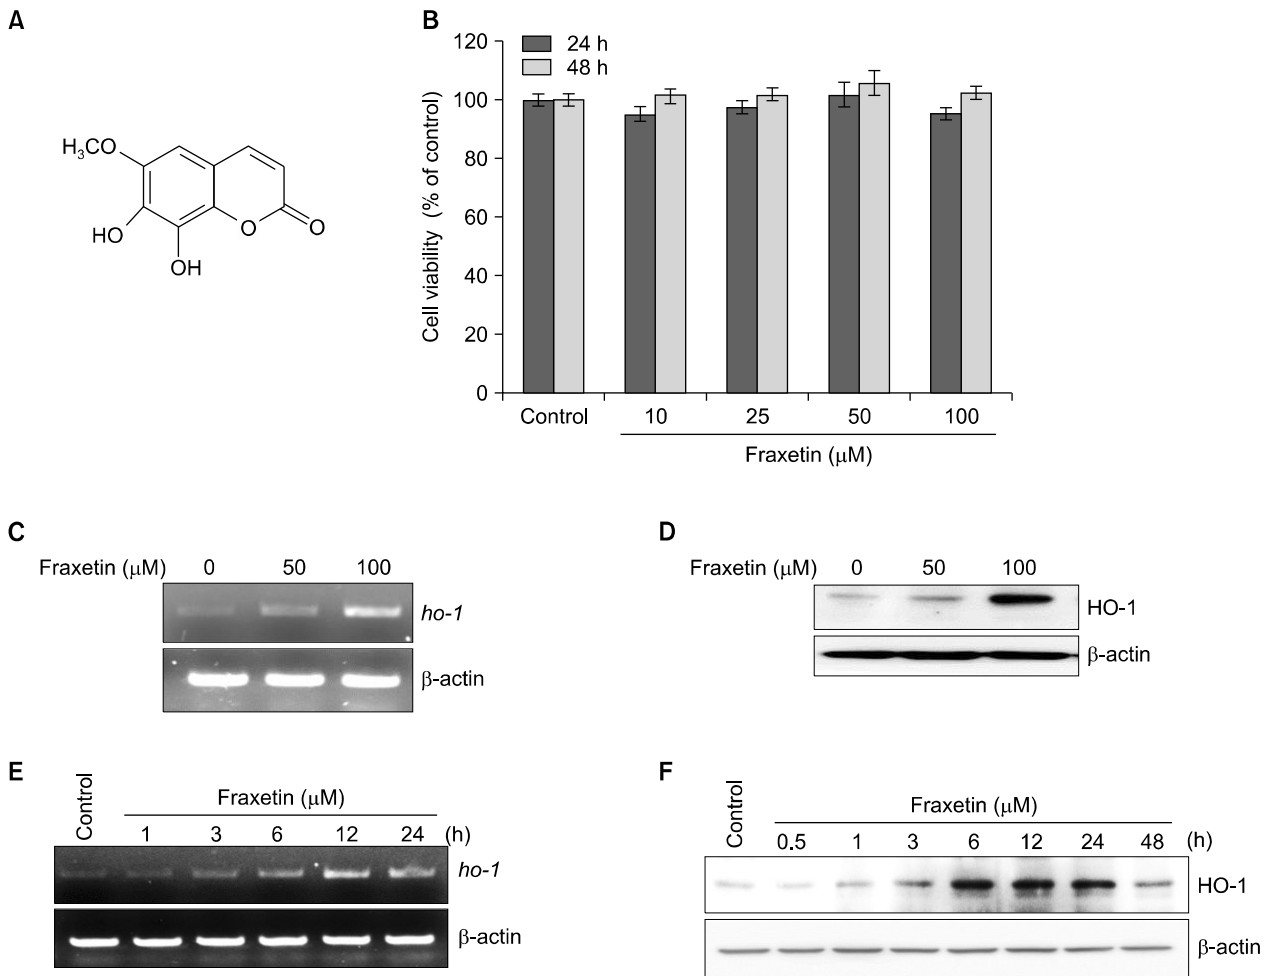 A
H3CO
HO
OH
O
O
B
Cell viability (% of control)
120
100
80
60
40
20
0
24 h
48 h
Control 10 25 50 100
Fraxetin (μM)
C
Fraxetin (μM) 0 50 100
ho-1
β-actin
D
Fraxetin (μM) 0 50 100
HO-1
β-actin
E
Control
Fraxetin (μM)
1 3 6 12 24 (h)
ho-1
β-actin
F
Control
Fraxetin (μM)
0.5 1 3 6 12 24 48 (h)
HO-1
β-actin